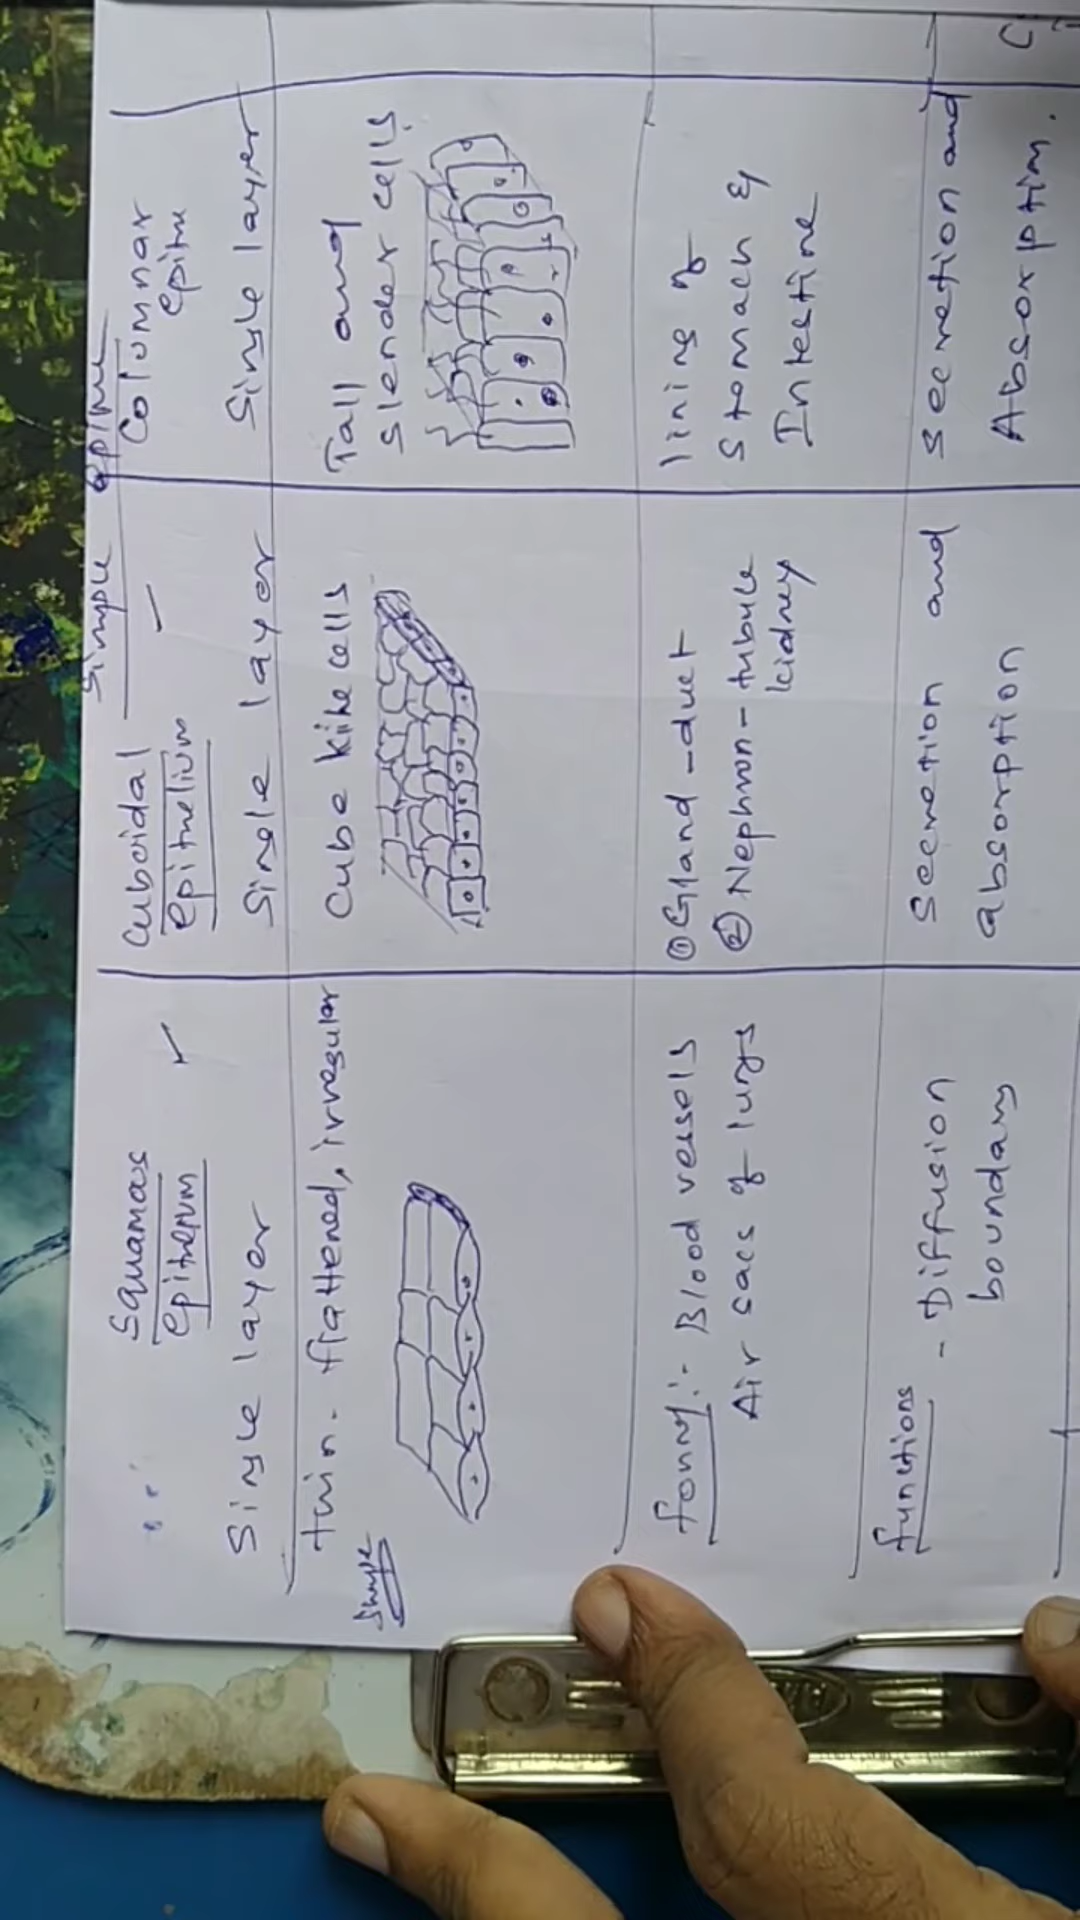 Simple epithe
Squamous
epithelium
Single layer
Cuboidal
epithelium
Single layer
Columnar
epithe
Single layer
Shape
thin. flattened, irregular
Cube like cells
Tall and
slender cells
found:- Blood vessels
Air sacs of lungs
① Gland - duct
② Nephron - tubule
kidney
lining of
Stomach &
Intestine
functions - Diffusion
boundary
Secretion and
absorption
Secretion and
Absorption.